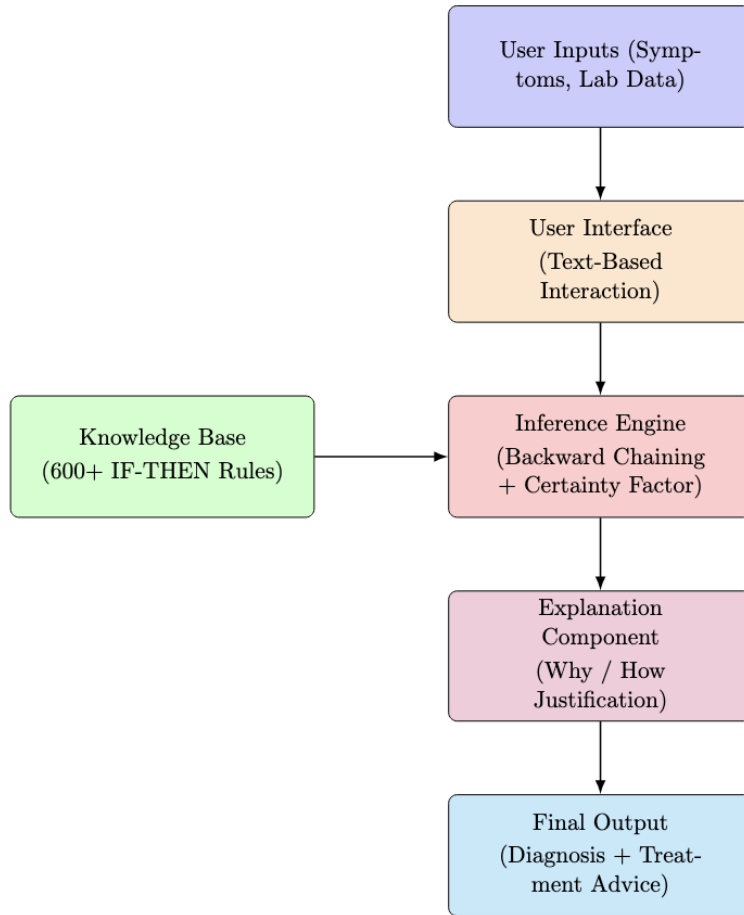 User Inputs (Symp-
toms, Lab Data)
User Interface
(Text-Based
Interaction)
Knowledge Base
(600+ IF-THEN Rules)
Inference Engine
(Backward Chaining
+ Certainty Factor)
Explanation
Component
(Why / How
Justification)
Final Output
(Diagnosis + Treat-
ment Advice)